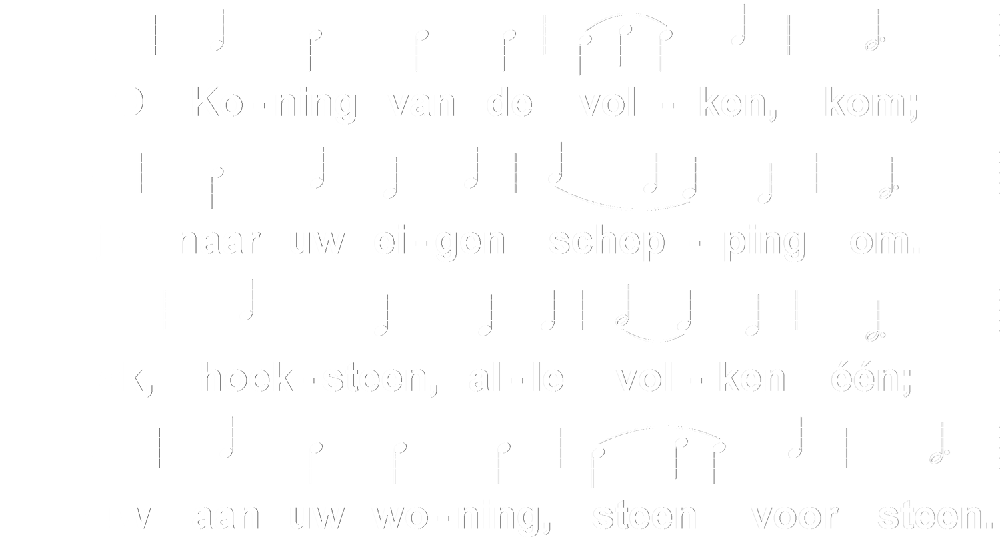 Ko - ning van de vol - ken, kom;
naar uw ei - gen schep - ping om.
hoek - steen, al - le vol - ken één;
aan uw wo - ning, steen voor steen.